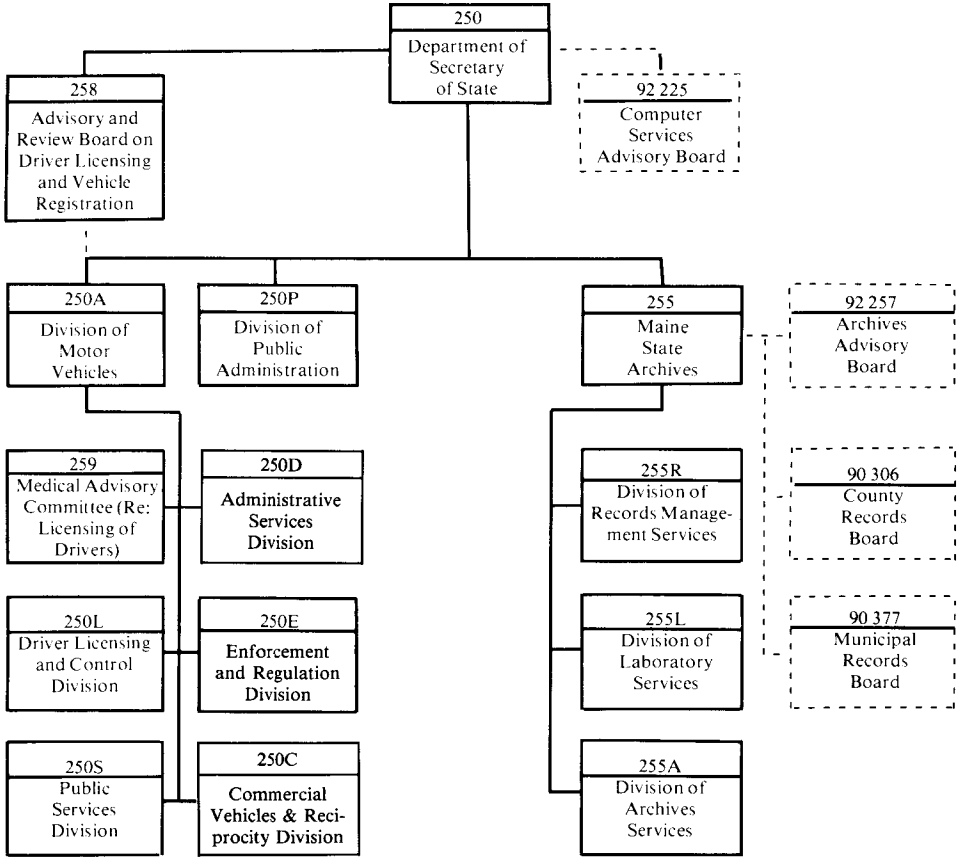 250
Department of
Secretary
of State
258
Advisory and
Review Board on
Driver Licensing
and Vehicle
Registration
92 225
Computer
Services
Advisory Board
250A
Division of
Motor
Vehicles
250P
Division of
Public
Administration
255
Maine
State
Archives
92 257
Archives
Advisory
Board
259
Medical Advisory
Committee (Re:
Licensing of
Drivers)
250D
Administrative
Services
Division
255R
Division of
Records Manage-
ment Services
90 306
County
Records
Board
250L
Driver Licensing
and Control
Division
250E
Enforcement
and Regulation
Division
255L
Division of
Laboratory
Services
90 377
Municipal
Records
Board
250S
Public
Services
Division
250C
Commercial
Vehicles & Reci-
procity Division
255A
Division of
Archives
Services